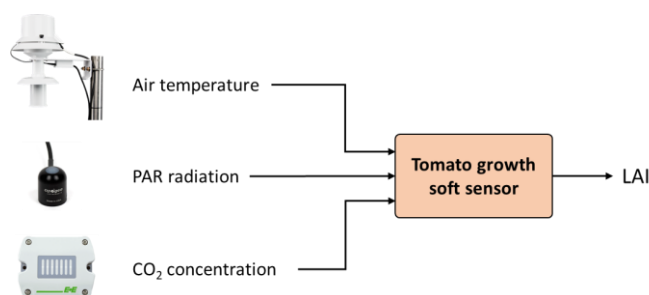 Air temperature
PAR radiation
Tomato growth
soft sensor
LAI
CO₂ concentration